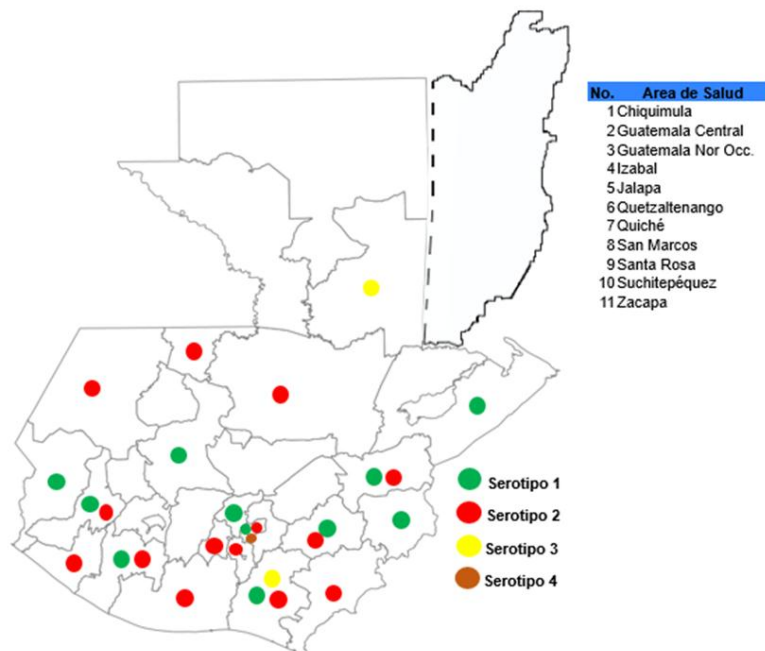 No. Area de Salud
1 Chiquimula
2 Guatemala Central
3 Guatemala Nor Occ.
4 Izabal
5 Jalapa
6 Quetzaltenango
7 Quiché
8 San Marcos
9 Santa Rosa
10 Suchitepéquez
11 Zacapa
Serotipo 1
Serotipo 2
Serotipo 3
Serotipo 4